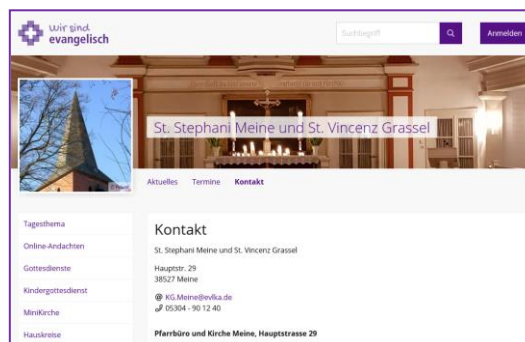 wir sind
evangelisch
Suchbegriff
Anmelden
St. Stephani Meine und St. Vincenz Grassel
Aktuelles Termine Kontakt
Tagesthema
Online-Andachten
Gottesdienste
Kindergottesdienst
MiniKirche
Hauskreise
Kontakt
St. Stephani Meine und St. Vincenz Grassel
Hauptstr. 29
38527 Meine
@ KG.Meine@evlka.de
05304 - 90 12 40
Pfarrbüro und Kirche Meine, Hauptstrasse 29